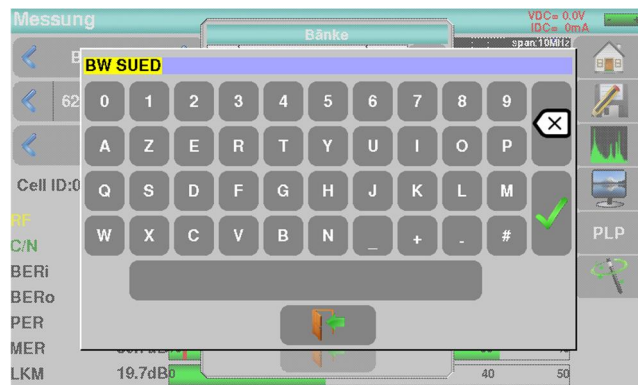 Messung
VDC= 0.0V
IDC= 0mA
Bänke
span:10MHz
B
BW SUED
62
0 1 2 3 4 5 6 7 8 9
A Z E R T Y U I O P
Cell ID:0
Q S D F G H J K L M
RF
W X C V B N _ + - #
PLP
C/N
BERi
BERo
PER
MER
LKM 19.7dB 0 40 50